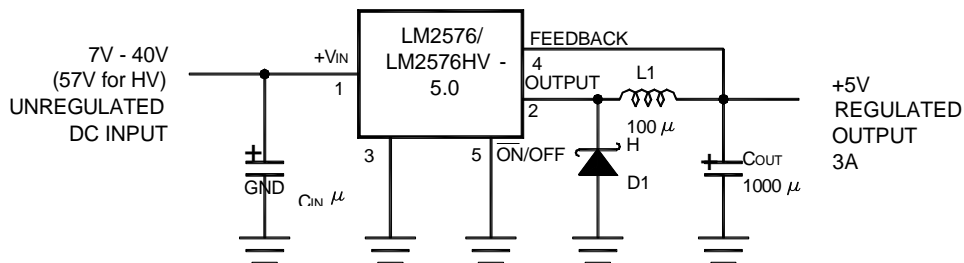 7V - 40V
(57V for HV)
UNREGULATED
DC INPUT
+VIN
1
LM2576/
LM2576HV -
5.0
FEEDBACK
4
OUTPUT
2
L1
100 μ
H
D1
3
5
ON/OFF
GND
CIN μ
COUT
1000 μ
+5V
REGULATED
OUTPUT
3A